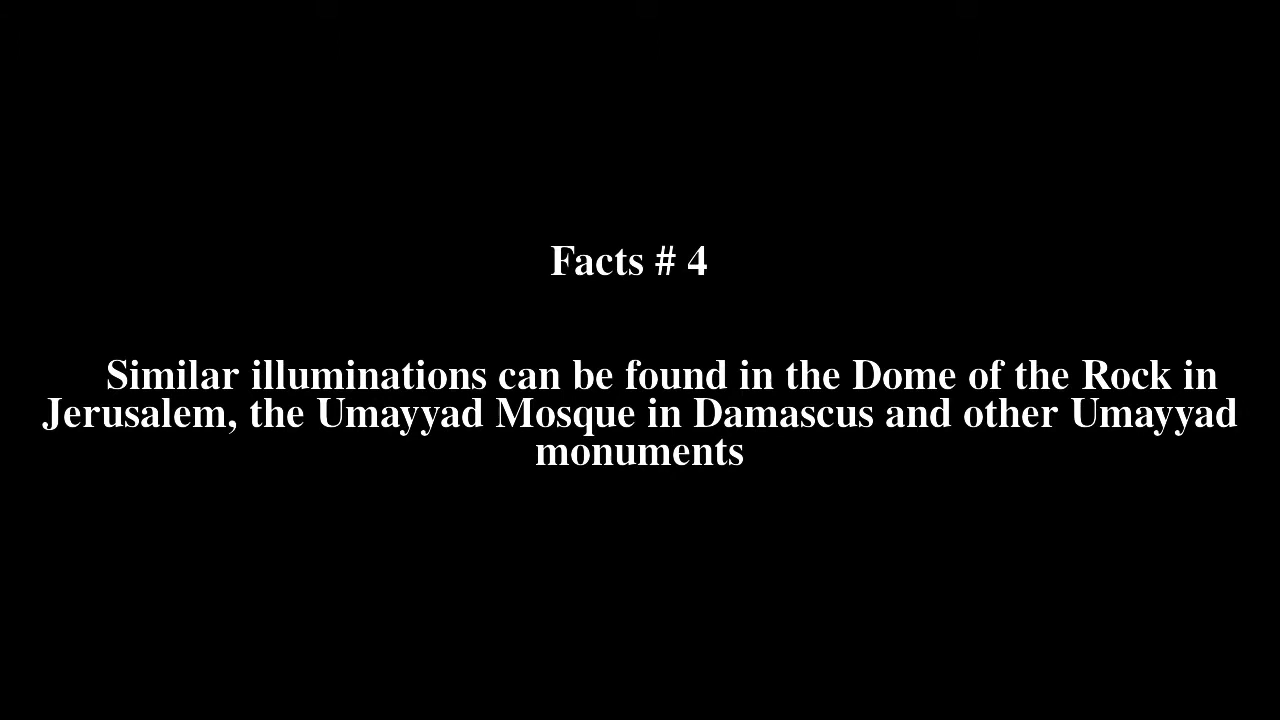 Facts # 4
Similar illuminations can be found in the Dome of the Rock in
Jerusalem, the Umayyad Mosque in Damascus and other Umayyad
monuments